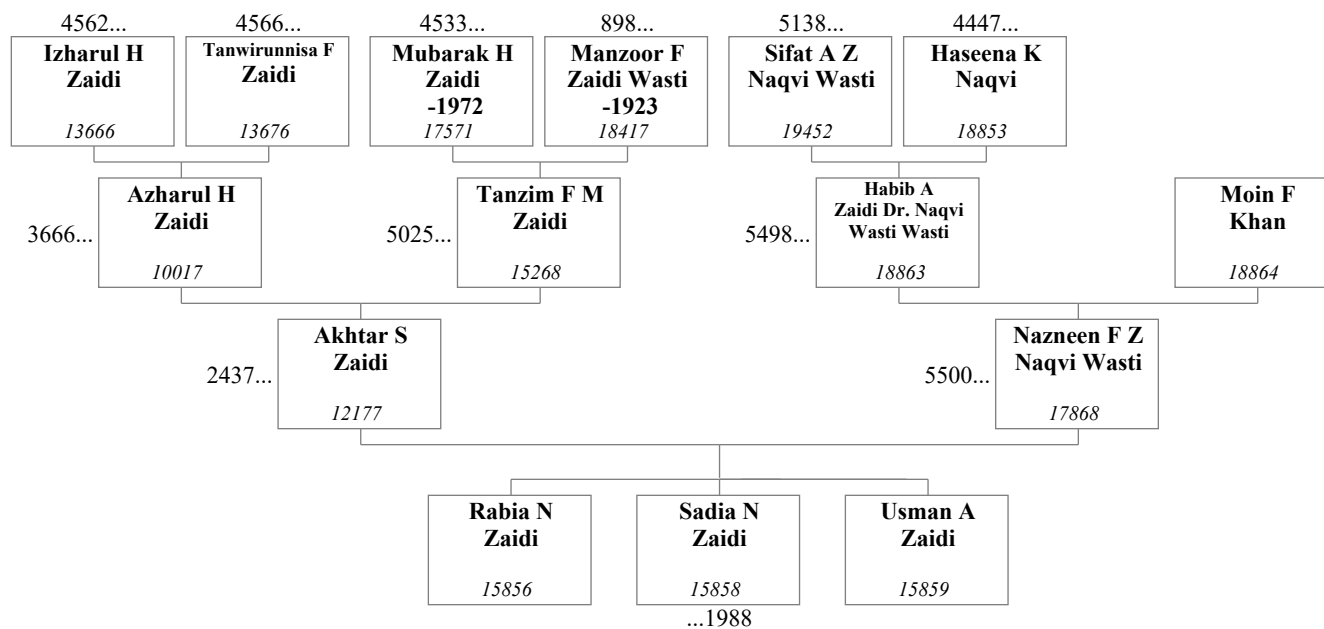 4562... 4566... 4533... 898... 5138... 4447...
Izharul H
Zaidi
13666
Tanwirunnisa F
Zaidi
13676
Mubarak H
Zaidi
-1972
17571
Manzoor F
Zaidi Wasti
-1923
18417
Sifat A Z
Naqvi Wasti
19452
Haseena K
Naqvi
18853
3666...
Azharul H
Zaidi
10017
5025...
Tanzim F M
Zaidi
15268
5498...
Habib A
Zaidi Dr. Naqvi
Wasti Wasti
18863
Moin F
Khan
18864
2437...
Akhtar S
Zaidi
12177
5500...
Nazneen F Z
Naqvi Wasti
17868
Rabia N
Zaidi
15856
Sadia N
Zaidi
15858
Usman A
Zaidi
15859
...1988